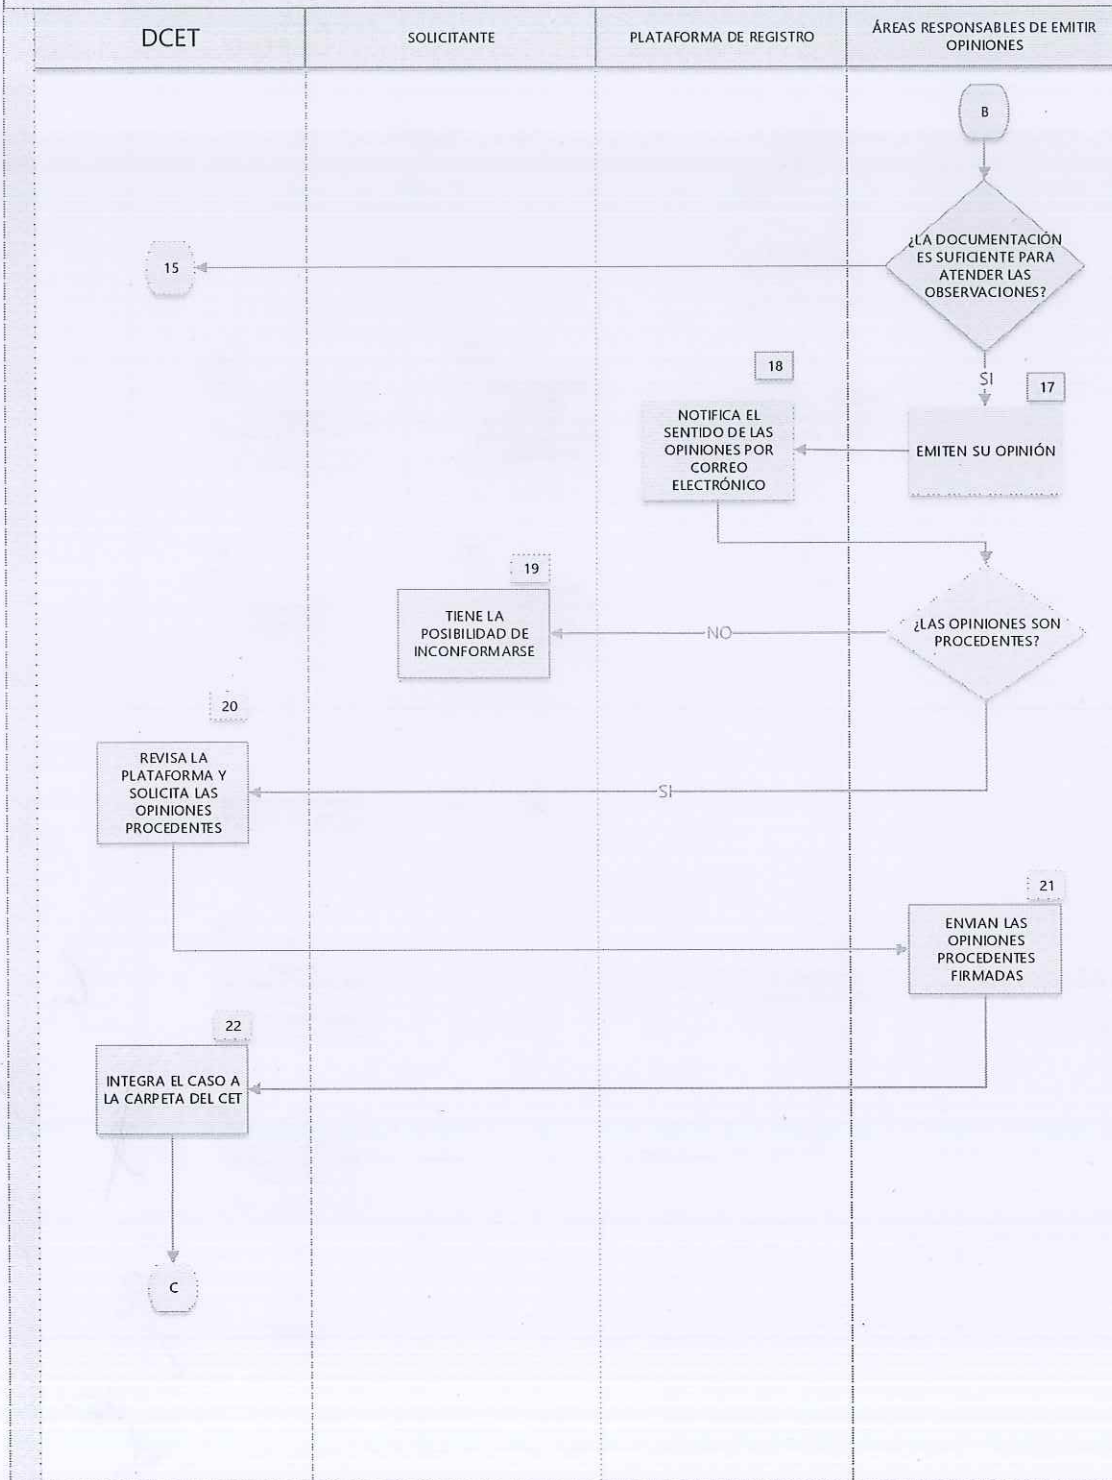 DCET
SOLICITANTE
PLATAFORMA DE REGISTRO
ÁREAS RESPONSABLES DE EMITIR
OPINIONES
B
¿LA DOCUMENTACIÓN
ES SUFICIENTE PARA
ATENDER LAS
OBSERVACIONES?
15
SI
17
EMITEN SU OPINIÓN
18
NOTIFICA EL
SENTIDO DE LAS
OPINIONES POR
CORREO
ELECTRÓNICO
¿LAS OPINIONES SON
PROCEDENTES?
NO
19
TIENE LA
POSIBILIDAD DE
INCONFORMARSE
SI
20
REVISA LA
PLATAFORMA Y
SOLICITA LAS
OPINIONES
PROCEDENTES
21
ENVIAN LAS
OPINIONES
PROCEDENTES
FIRMADAS
22
INTEGRA EL CASO A
LA CARPETA DEL CET
C